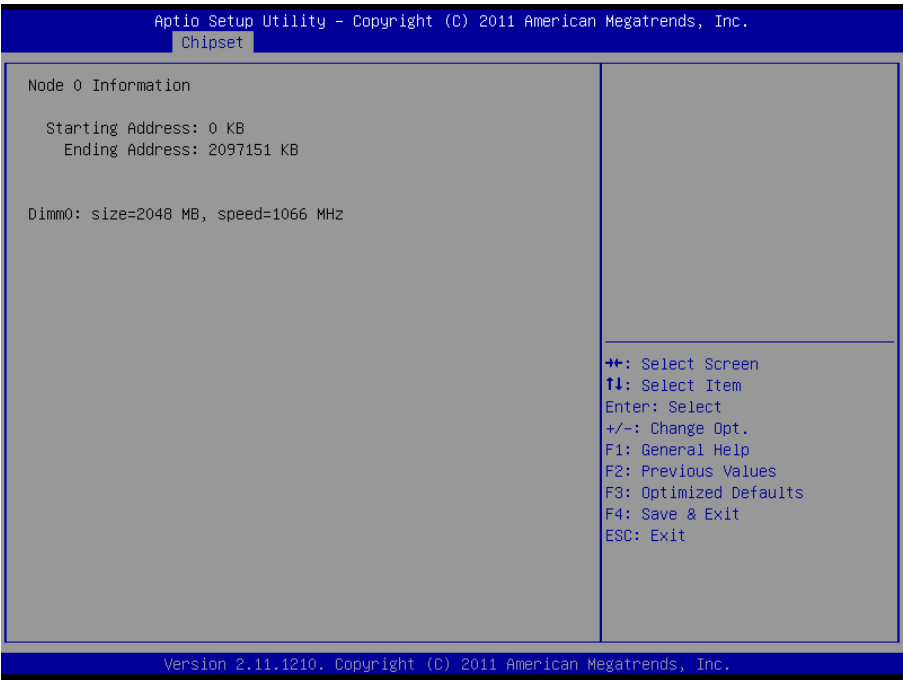 Aptio Setup Utility – Copyright (C) 2011 American Megatrends, Inc.
Chipset
Node 0 Information
Starting Address: 0 KB
Ending Address: 2097151 KB
Dimm0: size=2048 MB, speed=1066 MHz
→←: Select Screen
↑↓: Select Item
Enter: Select
+/-: Change Opt.
F1: General Help
F2: Previous Values
F3: Optimized Defaults
F4: Save & Exit
ESC: Exit
Version 2.11.1210. Copyright (C) 2011 American Megatrends, Inc.